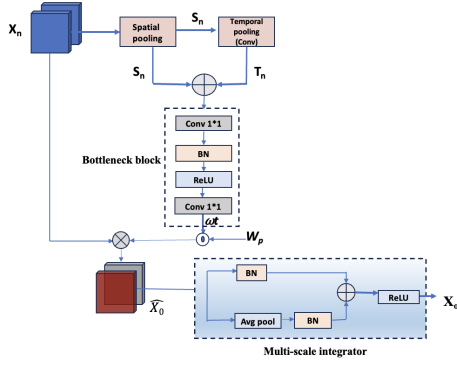 Xn
Spatial
pooling
Sn
Temporal
pooling
(Conv)
Sn
Tn
Bottleneck block
Conv 1*1
BN
ReLU
Conv 1*1
ωt
0
Wp
X̂0
BN
Avg pool
BN
ReLU
Multi-scale integrator